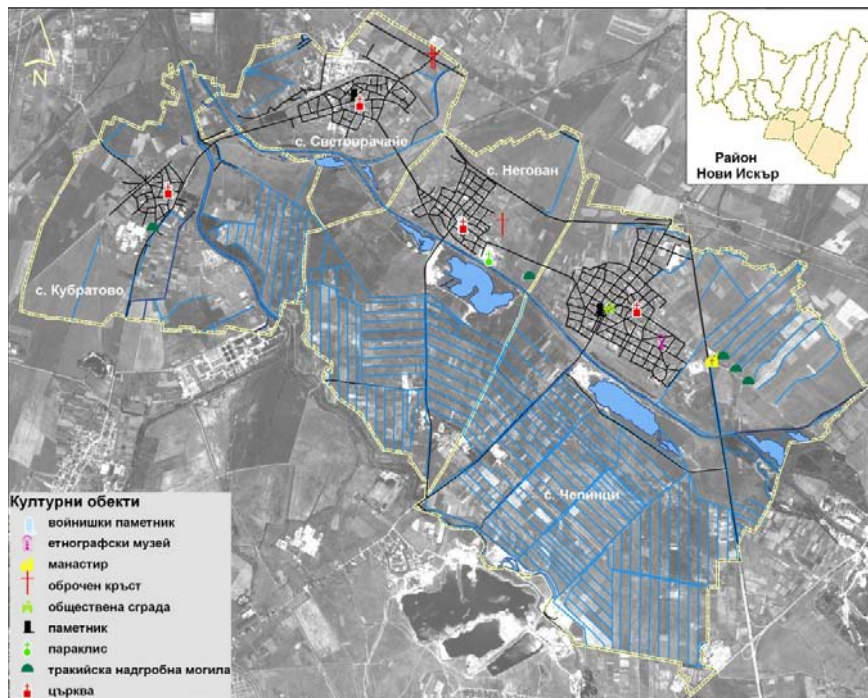 N
с. Световрачане
с. Негован
с. Кубратово
с. Чепинци
Район
Нови Искър
Културни обекти
войнишки паметник
етнографски музей
манастир
оброчен кръст
обществена сграда
паметник
параклис
тракийска надгробна могила
църква